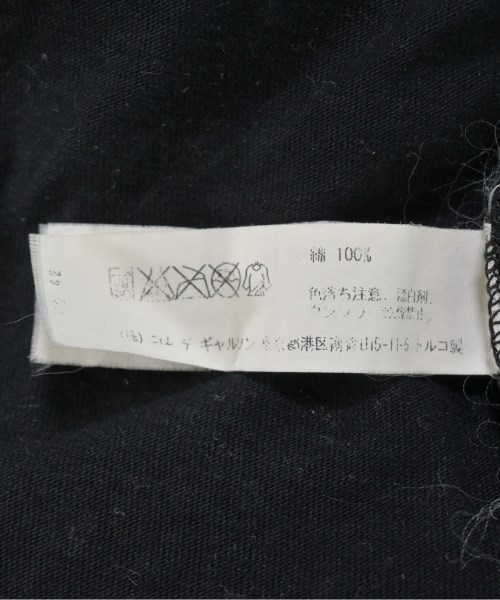 綿 100%
色落ち注意、漂白剤、
タンブラー乾燥禁止。
(株) コム デ ギャルソン 東京都港区南青山5-11-5 トルコ製